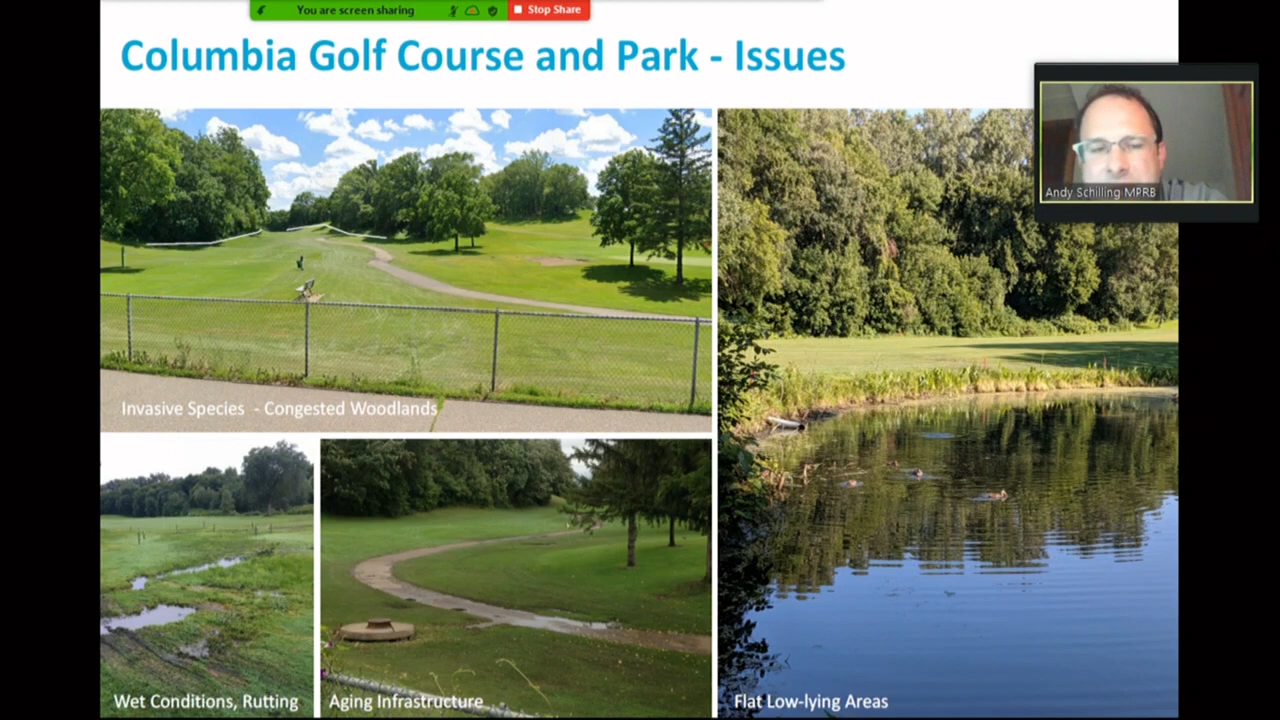 You are screen sharing
Stop Share
Columbia Golf Course and Park - Issues
Andy Schilling MPRB
Invasive Species - Congested Woodlands
Wet Conditions, Rutting
Aging Infrastructure
Flat Low-lying Areas